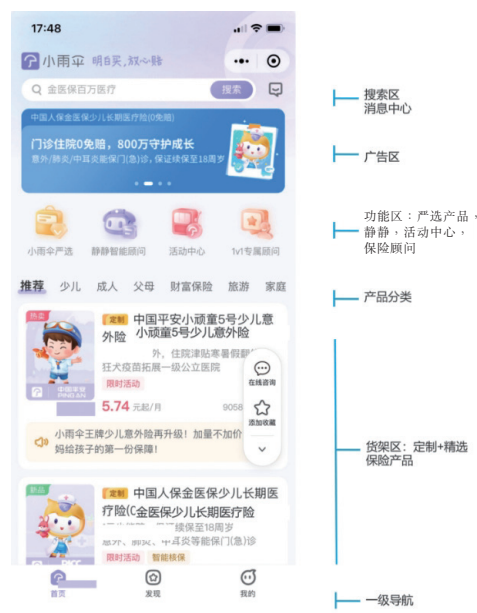 17:48
小雨伞 明白买,放心赔
金医保百万医疗 搜索
搜索区
消息中心
中国人保金医保少儿长期医疗险(0免赔)
门诊住院0免赔，800万守护成长
意外/肺炎/中耳炎能保门(急)诊，保证续保至18周岁
广告区
小雨伞严选 静静智能顾问 活动中心 1v1专属顾问
功能区：严选产品，
静静，活动中心，
保险顾问
推荐 少儿 成人 父母 财富保险 旅游 家庭
产品分类
热卖
定制 中国平安小顽童5号少儿意
外险 小顽童5号少儿意外险
外，住院津贴寒暑假
狂犬疫苗拓展一级公立医院
限时活动
中国平安
PING AN
5.74 元起/月 9058
在线咨询
添加收藏
小雨伞王牌少儿意外险再升级！加量不加价
妈给孩子的第一份保障！
货架区：定制+精选
保险产品
新品
定制 中国人保金医保少儿长期医
疗险(C金医保少儿长期医疗险
续保至18周岁
意外、肺炎、中耳炎等能保门(急)诊
限时活动 智能核保
首页 发现 我的
一级导航